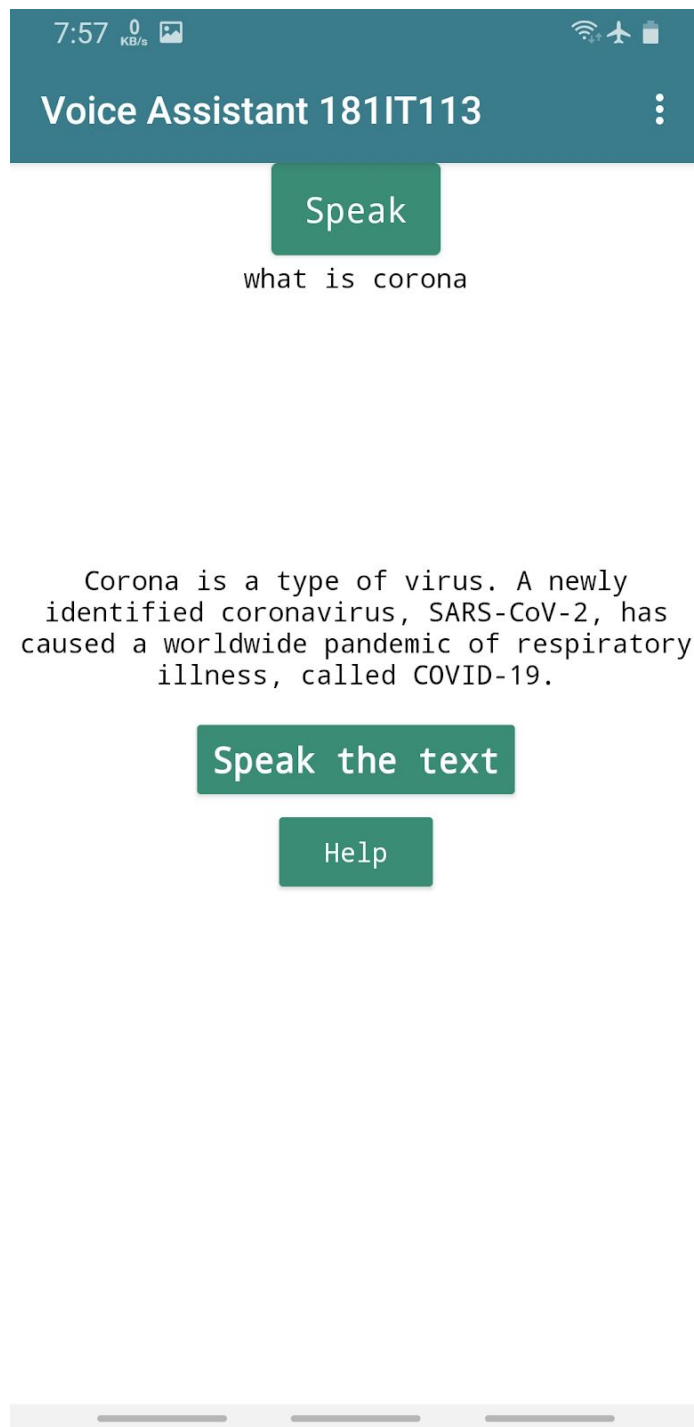 7:57 0 KB/s
Voice Assistant 181IT113
Speak
what is corona
Corona is a type of virus. A newly
identified coronavirus, SARS-CoV-2, has
caused a worldwide pandemic of respiratory
illness, called COVID-19.
Speak the text
Help